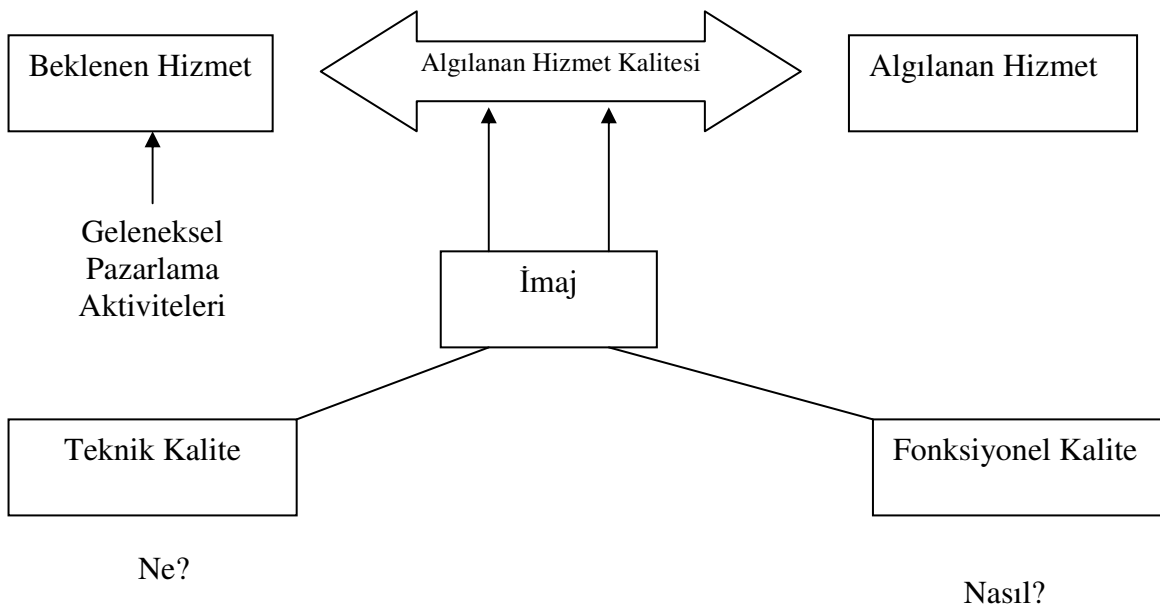 Beklenen Hizmet
Algılanan Hizmet Kalitesi
Algılanan Hizmet
Geleneksel
Pazarlama
Aktiviteleri
İmaj
Teknik Kalite
Fonksiyonel Kalite
Ne?
Nasıl?